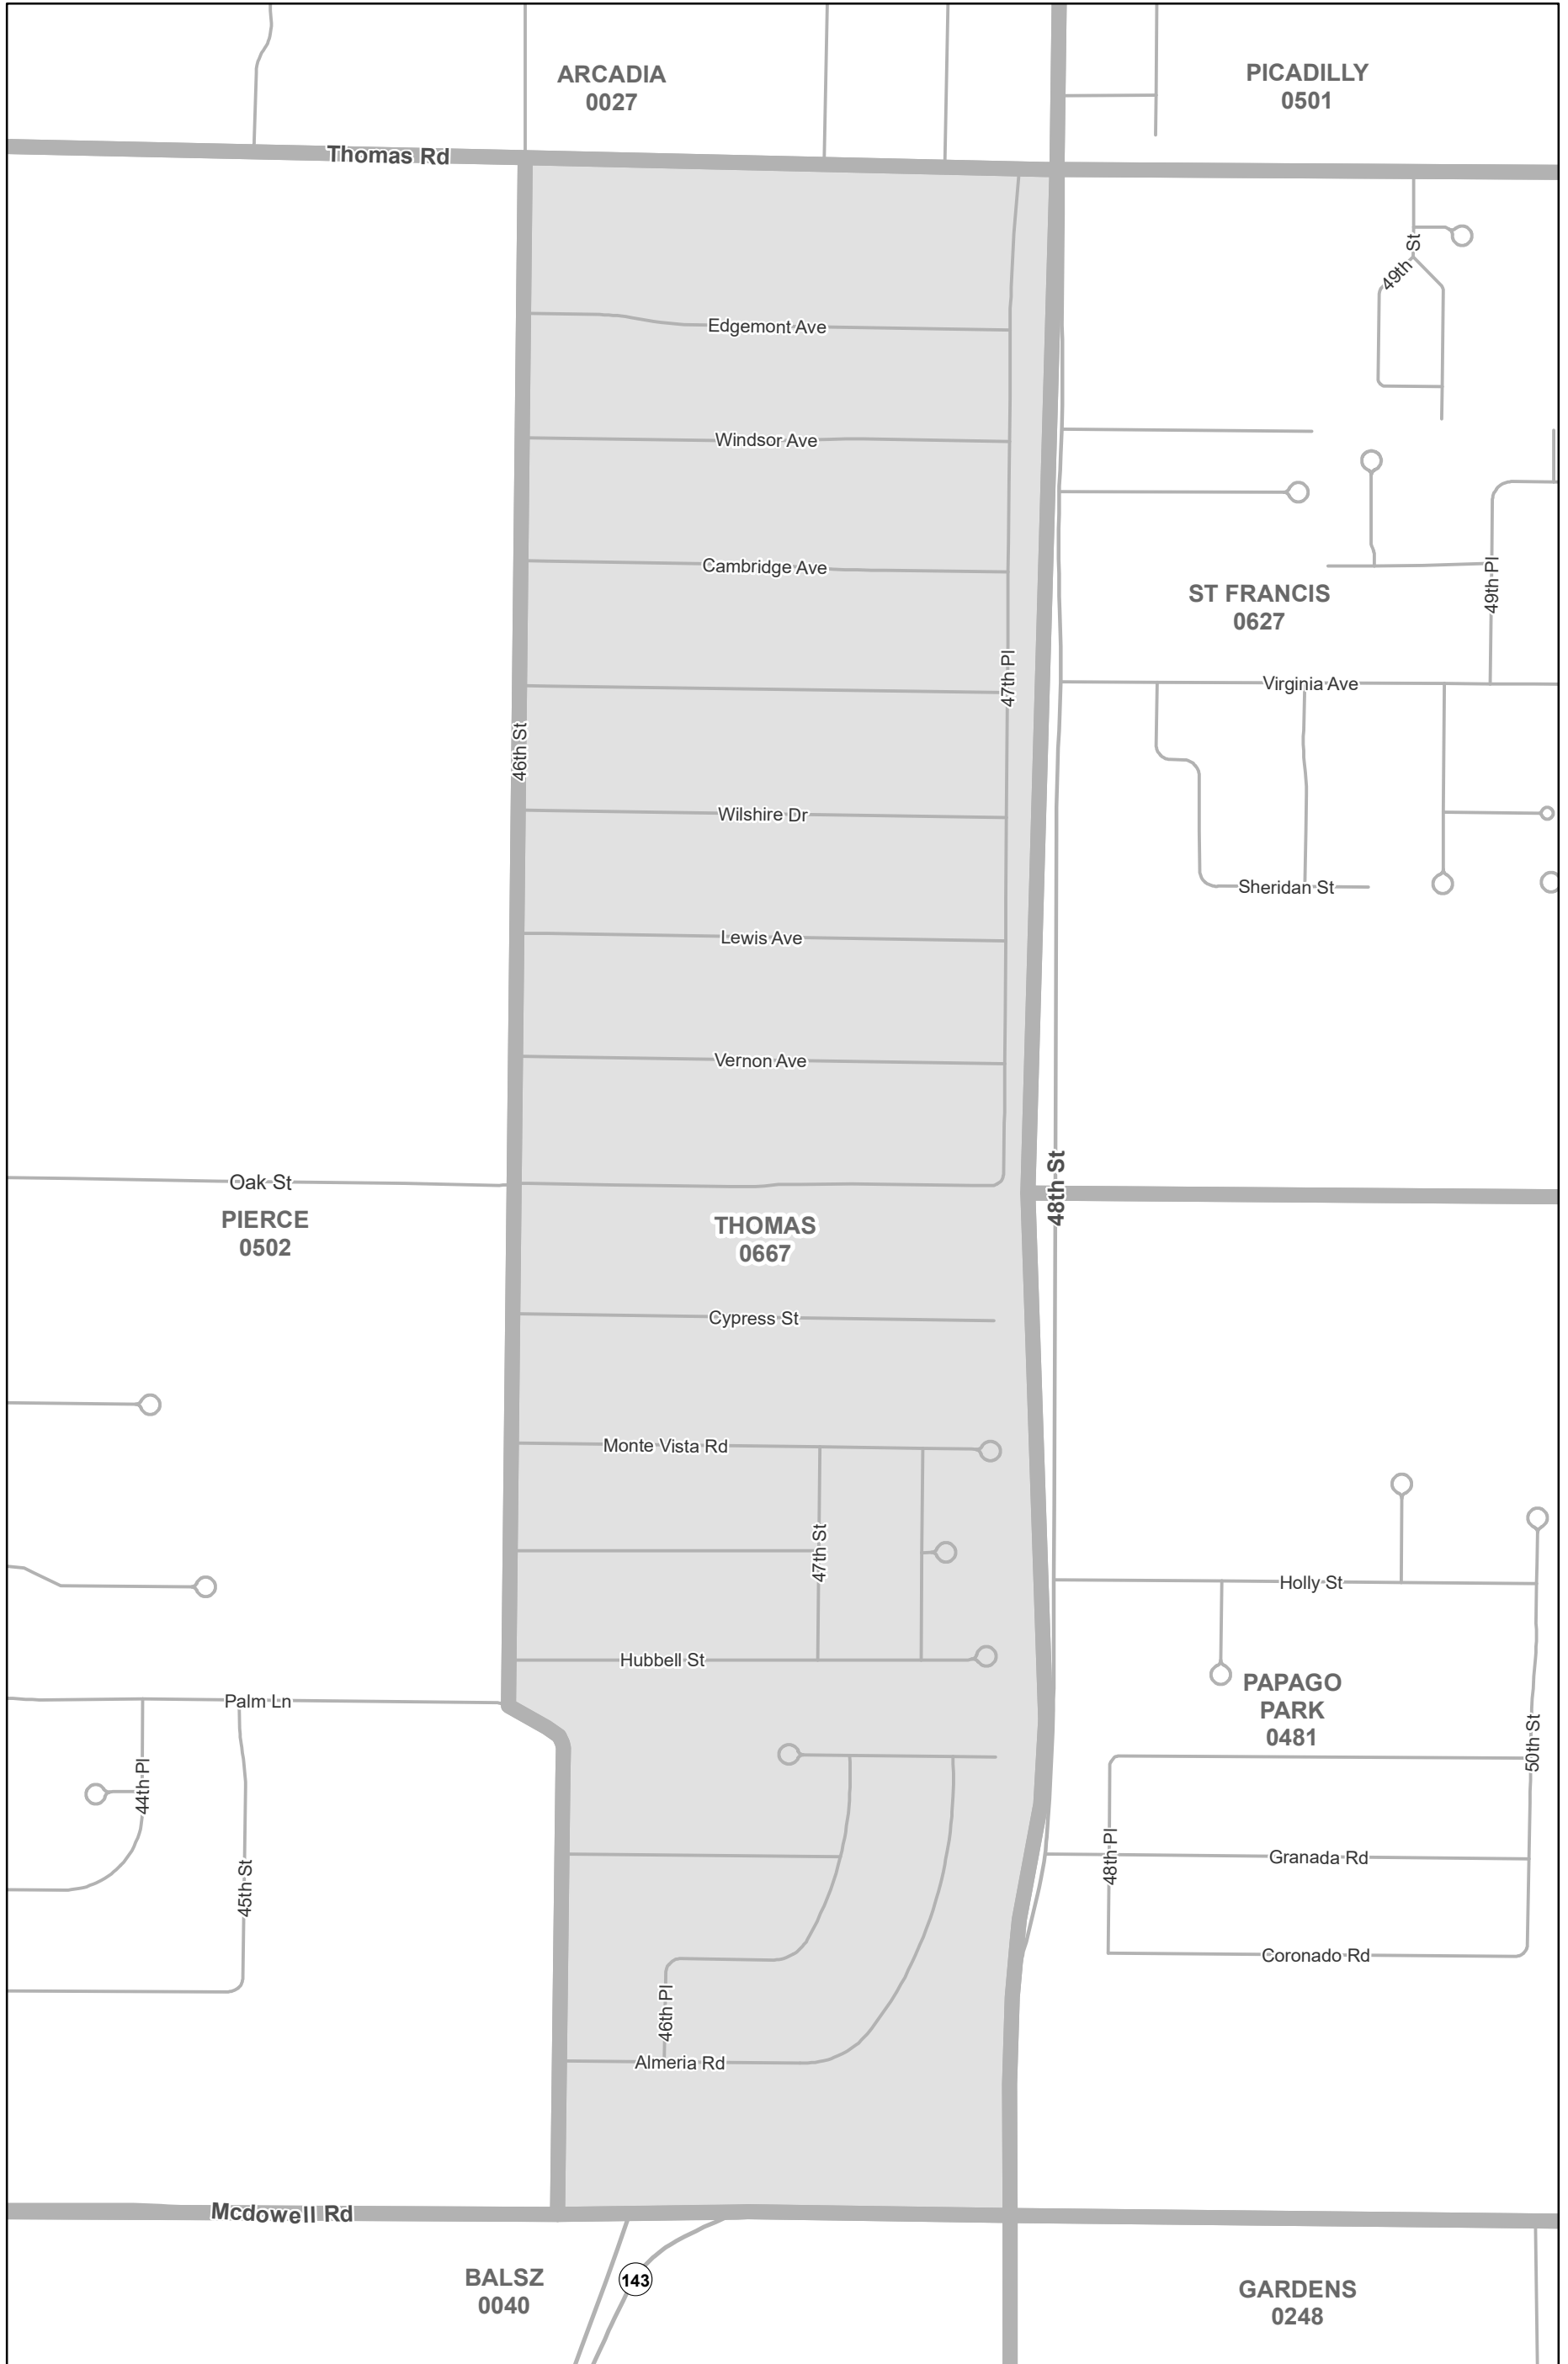 ARCADIA
0027
PICADILLY
0501
Thomas Rd
49th St
Edgemont Ave
Windsor Ave
Cambridge Ave
49th Pl
ST FRANCIS
0627
47th Pl
Virginia Ave
46th St
Wilshire Dr
Sheridan St
Lewis Ave
Vernon Ave
Oak St
48th St
PIERCE
0502
THOMAS
0667
Cypress St
Monte Vista Rd
47th St
Holly St
Hubbell St
Palm Ln
PAPAGO
PARK
0481
50th St
44th Pl
48th Pl
Granada Rd
45th St
Coronado Rd
46th Pl
Almeria Rd
Mcdowell Rd
BALSZ
0040
143
GARDENS
0248